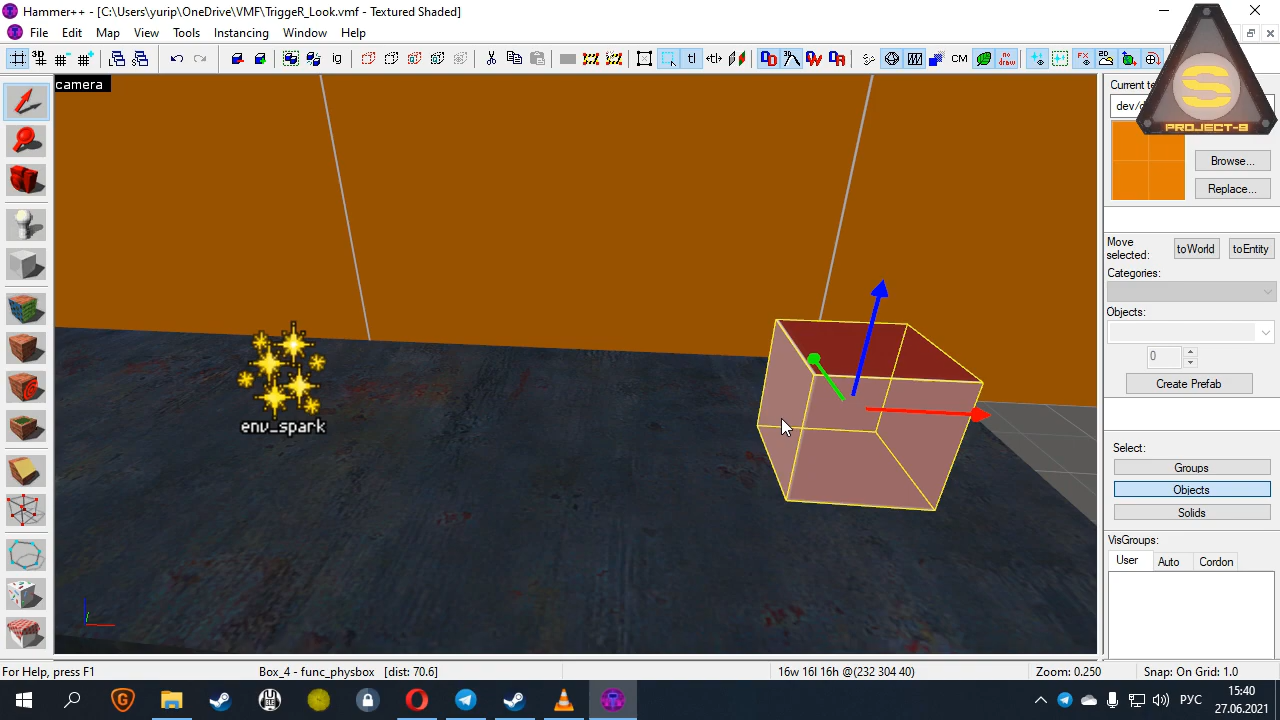 Hammer++ - [C:\Users\yurip\OneDrive\VMF\TriggeR_Look.vmf - Textured Shaded]
File Edit Map View Tools Instancing Window Help
camera
CM
PROJECT-S
Current te
dev/
Browse...
Replace...
Move selected:
toWorld
toEntity
Categories:
Objects:
0
Create Prefab
env_spark
Select:
Groups
Objects
Solids
VisGroups:
User Auto Cordon
For Help, press F1
Box_4 - func_physbox [dist: 70.6]
16w 16l 16h @(232 304 40)
Zoom: 0.250
Snap: On Grid: 1.0
РУС
15:40
27.06.2021